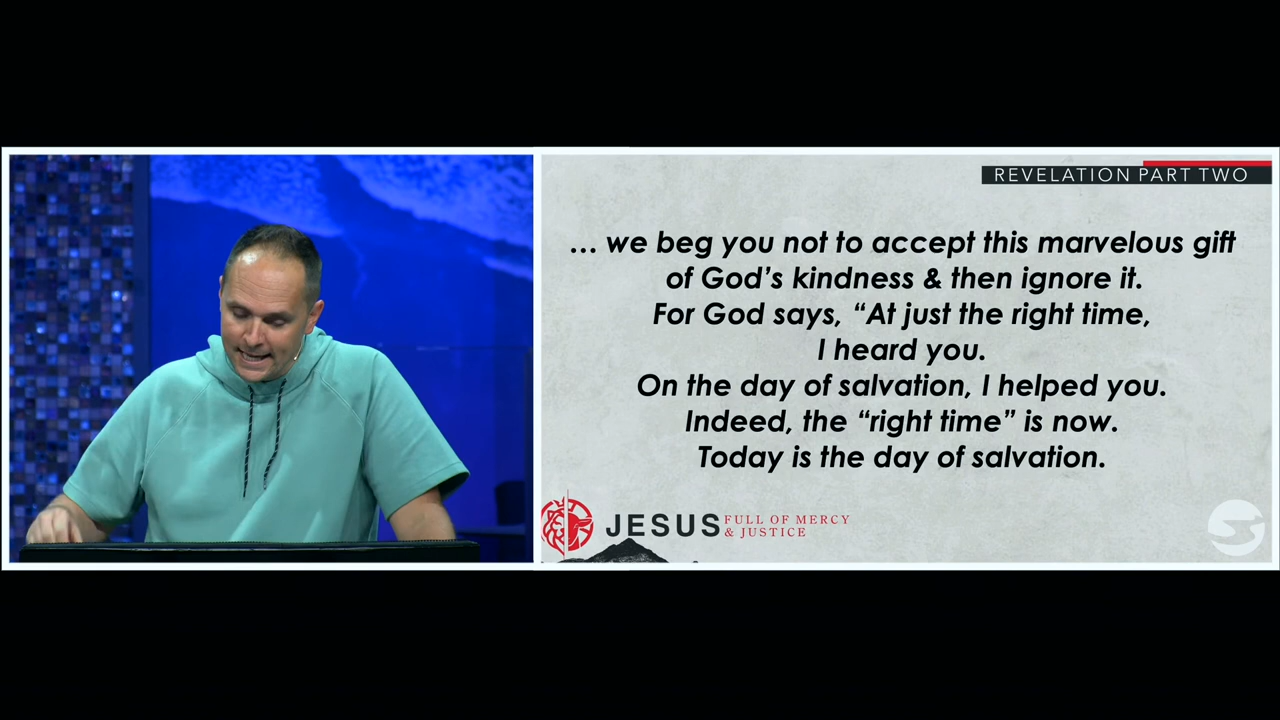 REVELATION PART TWO
... we beg you not to accept this marvelous gift
of God’s kindness & then ignore it.
For God says, “At just the right time,
I heard you.
On the day of salvation, I helped you.
Indeed, the “right time” is now.
Today is the day of salvation.
JESUS FULL OF MERCY
& JUSTICE